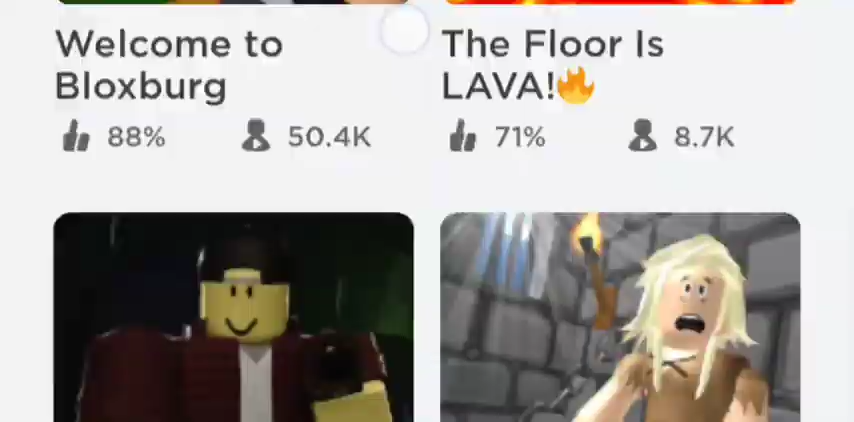 Welcome to
Bloxburg
88% 50.4K
The Floor Is
LAVA!🔥
71% 8.7K